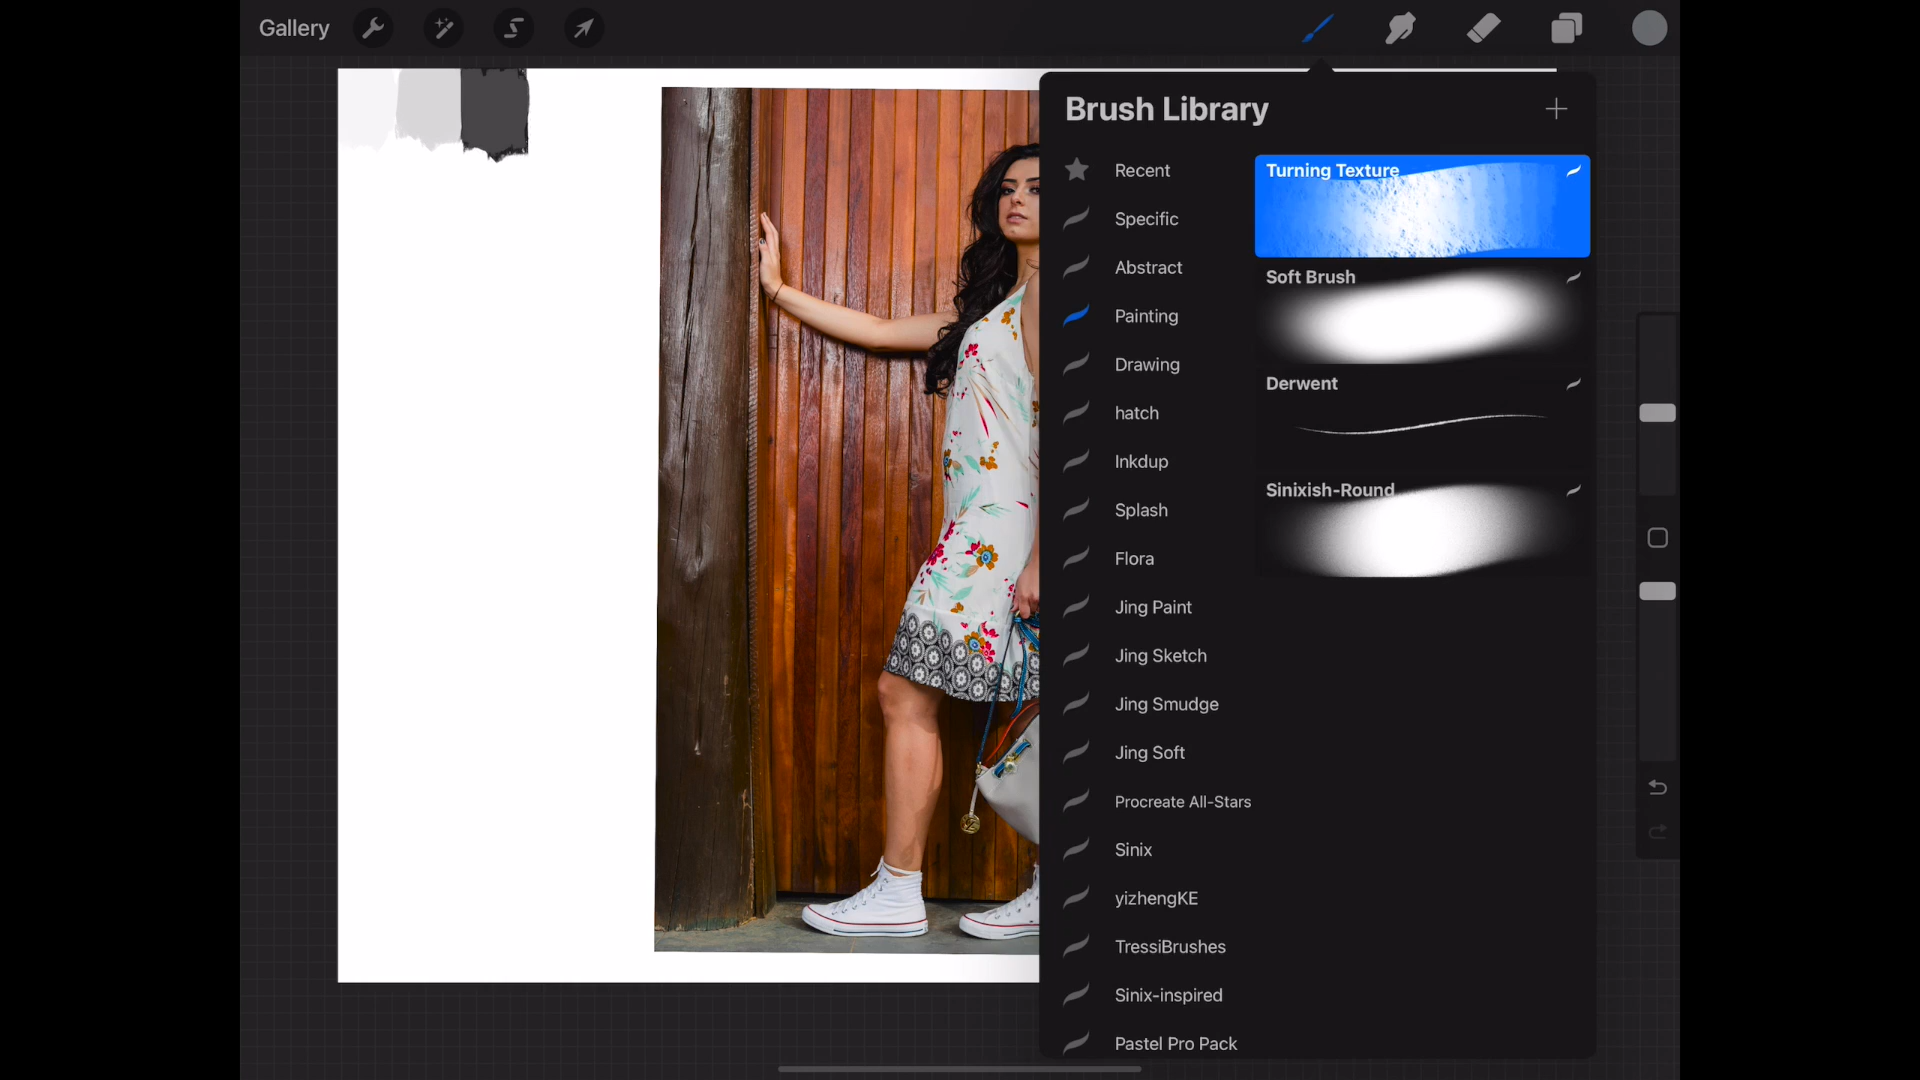 Gallery
Brush Library
Recent
Specific
Abstract
Painting
Drawing
hatch
Inkdup
Splash
Flora
Jing Paint
Jing Sketch
Jing Smudge
Jing Soft
Procreate All-Stars
Sinix
yizhengKE
TressiBrushes
Sinix-inspired
Pastel Pro Pack
Turning Texture
Soft Brush
Derwent
Sinixish-Round